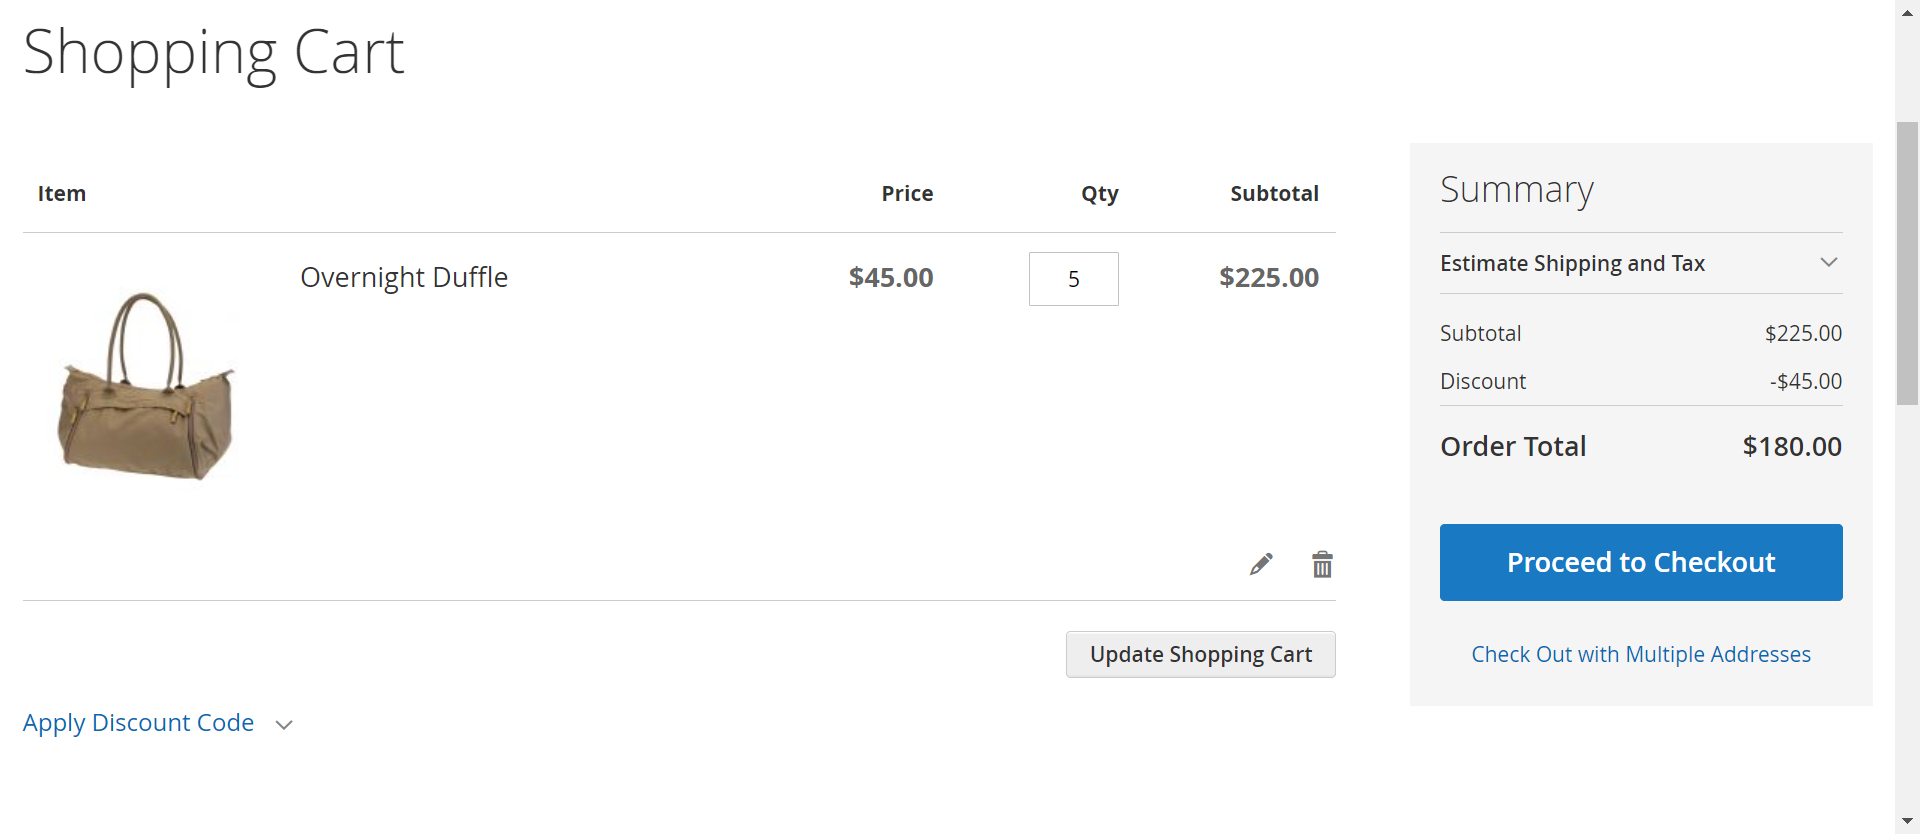 Shopping Cart
Item Price Qty Subtotal
Overnight Duffle $45.00 5 $225.00
Update Shopping Cart
Apply Discount Code
Summary
Estimate Shipping and Tax
Subtotal $225.00
Discount -$45.00
Order Total $180.00
Proceed to Checkout
Check Out with Multiple Addresses